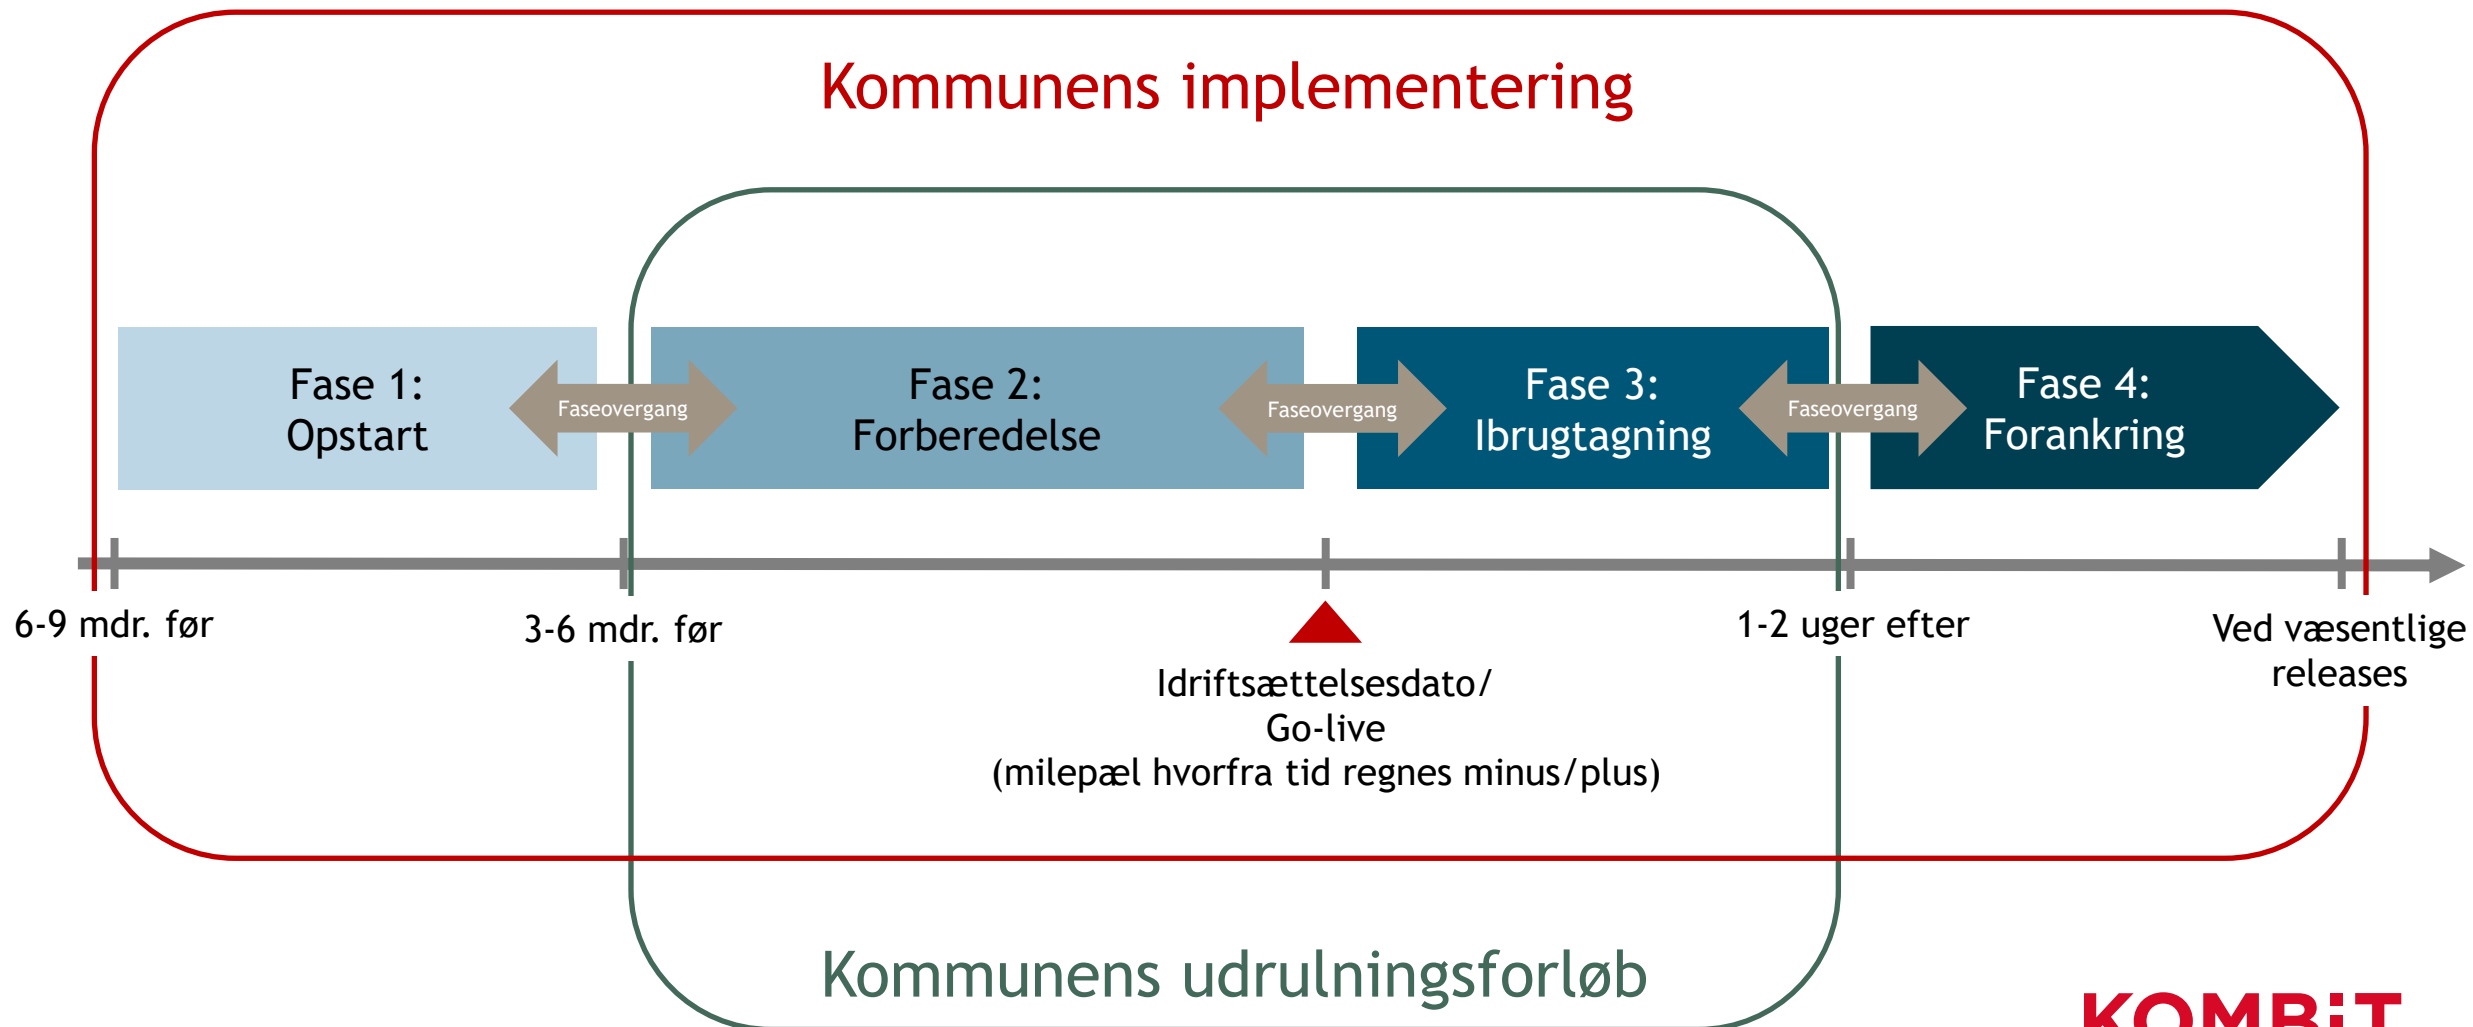 Kommunens implementering
Fase 1:
Opstart
Faseovergang
Fase 2:
Forberedelse
Faseovergang
Fase 3:
Ibrugtagning
Faseovergang
Fase 4:
Forankring
6-9 mdr. før
3-6 mdr. før
Idriftsættelsesdato/
Go-live
(milepæl hvorfra tid regnes minus/plus)
1-2 uger efter
Ved væsentlige
releases
Kommunens udrulningsforløb
KOMBIT